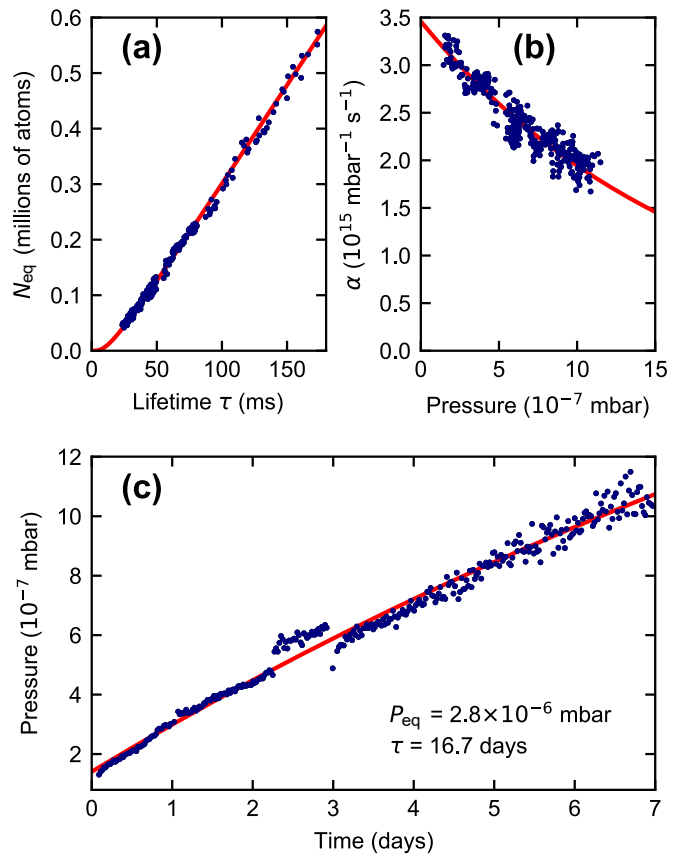 (a)
0.6
0.5
0.4
0.3
0.2
0.1
0.0
N_eq (millions of atoms)
0 50 100 150
Lifetime τ (ms)
(b)
3.5
3.0
2.5
2.0
1.5
1.0
0.5
0.0
α (10¹⁵ mbar⁻¹ s⁻¹)
0 5 10 15
Pressure (10⁻⁷ mbar)
(c)
12
10
8
6
4
2
Pressure (10⁻⁷ mbar)
P_eq = 2.8×10⁻⁶ mbar
τ = 16.7 days
0 1 2 3 4 5 6 7
Time (days)